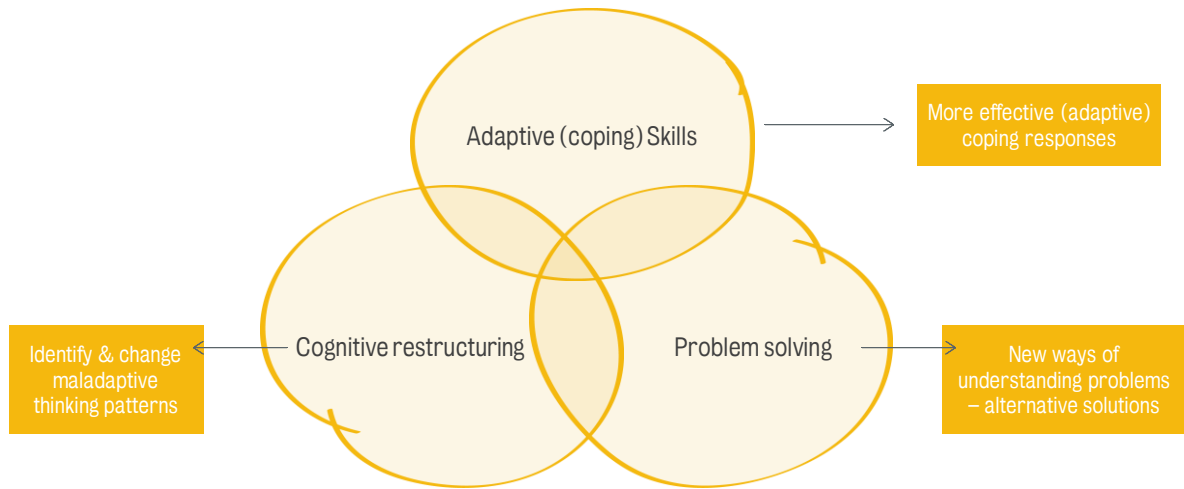 Adaptive (coping) Skills
More effective (adaptive)
coping responses
Cognitive restructuring
Identify & change
maladaptive
thinking patterns
Problem solving
New ways of
understanding problems
– alternative solutions